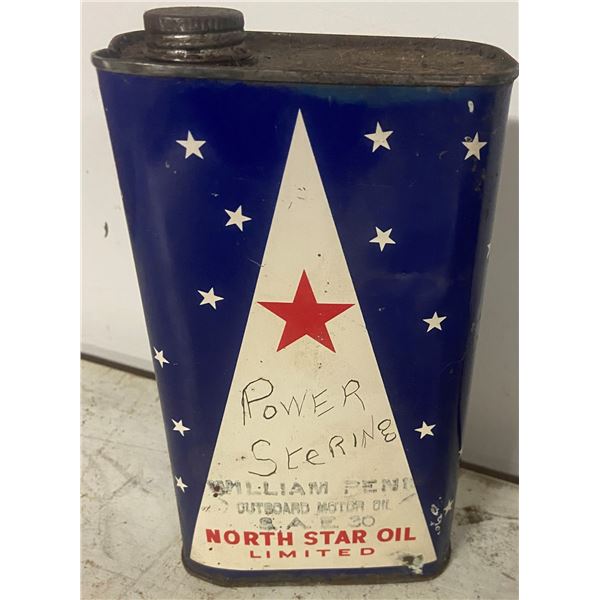 POWER
SteRING
WILLIAM PENN
OUTBOARD MOTOR OIL
S.A.E. 30
NORTH STAR OIL
LIMITED